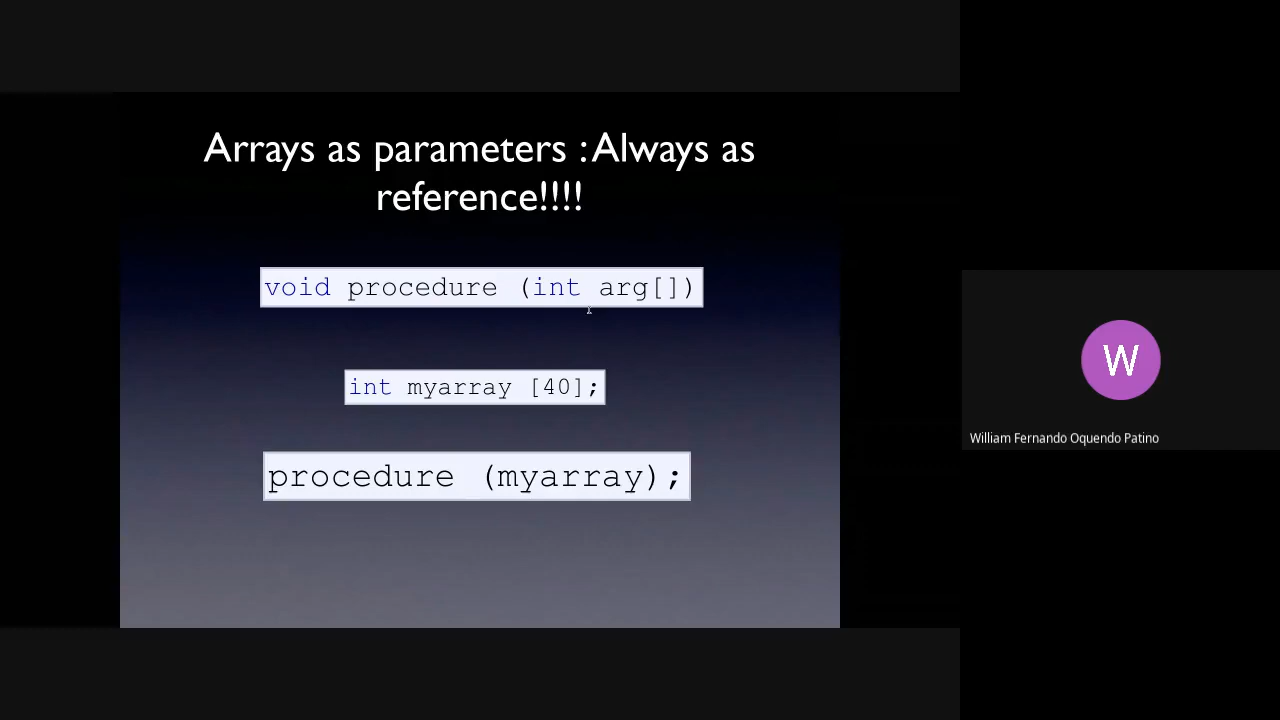 Arrays as parameters : Always as
reference!!!!
void procedure (int arg[])
int myarray [40];
procedure (myarray);
W
William Fernando Oquendo Patino